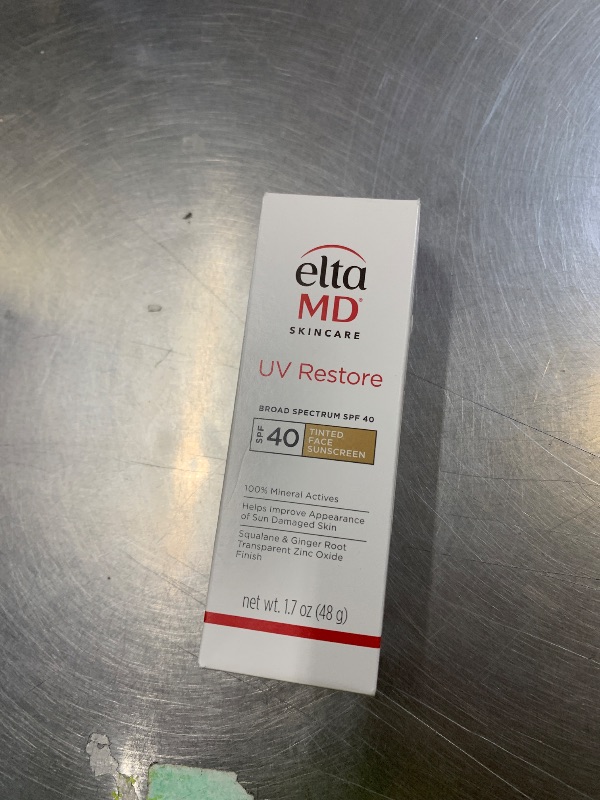 elta
MD®
SKINCARE
UV Restore
BROAD SPECTRUM SPF 40
SPF 40 TINTED
FACE
SUNSCREEN
100% Mineral Actives
Helps Improve Appearance
of Sun Damaged Skin
Squalane & Ginger Root
Transparent Zinc Oxide
Finish
net wt. 1.7 oz (48 g)